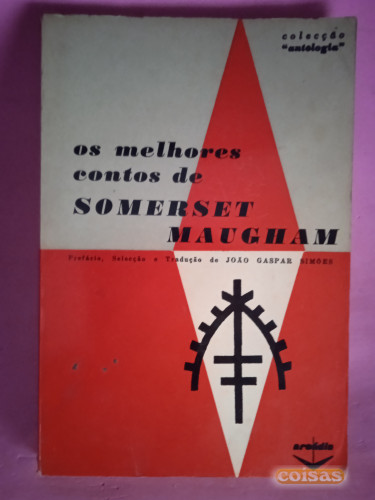 colecção
"antologia"
os melhores
contos de
SOMERSET
MAUGHAM
Prefácio, Selecção e Tradução de JOÃO GASPAR SIMÕES
arcádia
coisas